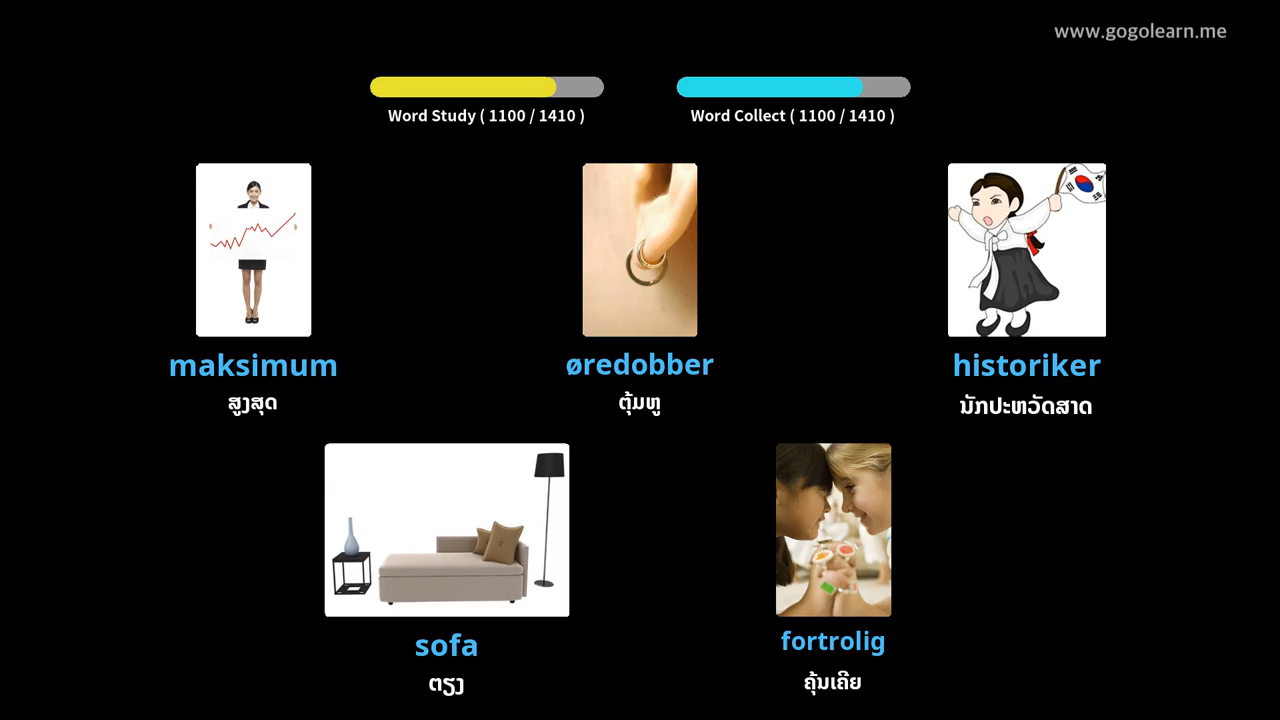 www.gogolearn.me
Word Study ( 1100 / 1410 )
Word Collect ( 1100 / 1410 )
maksimum
ສູງສຸດ
øredobber
ຕຸ້ມຫູ
historiker
ນັກປະຫວັດສາດ
sofa
ຕຽງ
fortrolig
ຄຸ້ນເຄີຍ